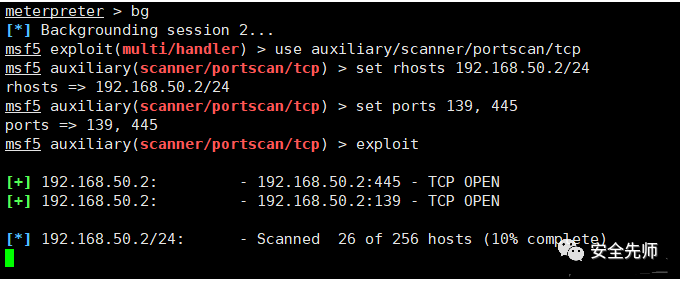 meterpreter > bg
[*] Backgrounding session 2...
msf5 exploit(multi/handler) > use auxiliary/scanner/portscan/tcp
msf5 auxiliary(scanner/portscan/tcp) > set rhosts 192.168.50.2/24
rhosts => 192.168.50.2/24
msf5 auxiliary(scanner/portscan/tcp) > set ports 139, 445
ports => 139, 445
msf5 auxiliary(scanner/portscan/tcp) > exploit
[+] 192.168.50.2:         - 192.168.50.2:445 - TCP OPEN
[+] 192.168.50.2:         - 192.168.50.2:139 - TCP OPEN
[*] 192.168.50.2/24:      - Scanned  26 of 256 hosts (10% complete)
安全先师